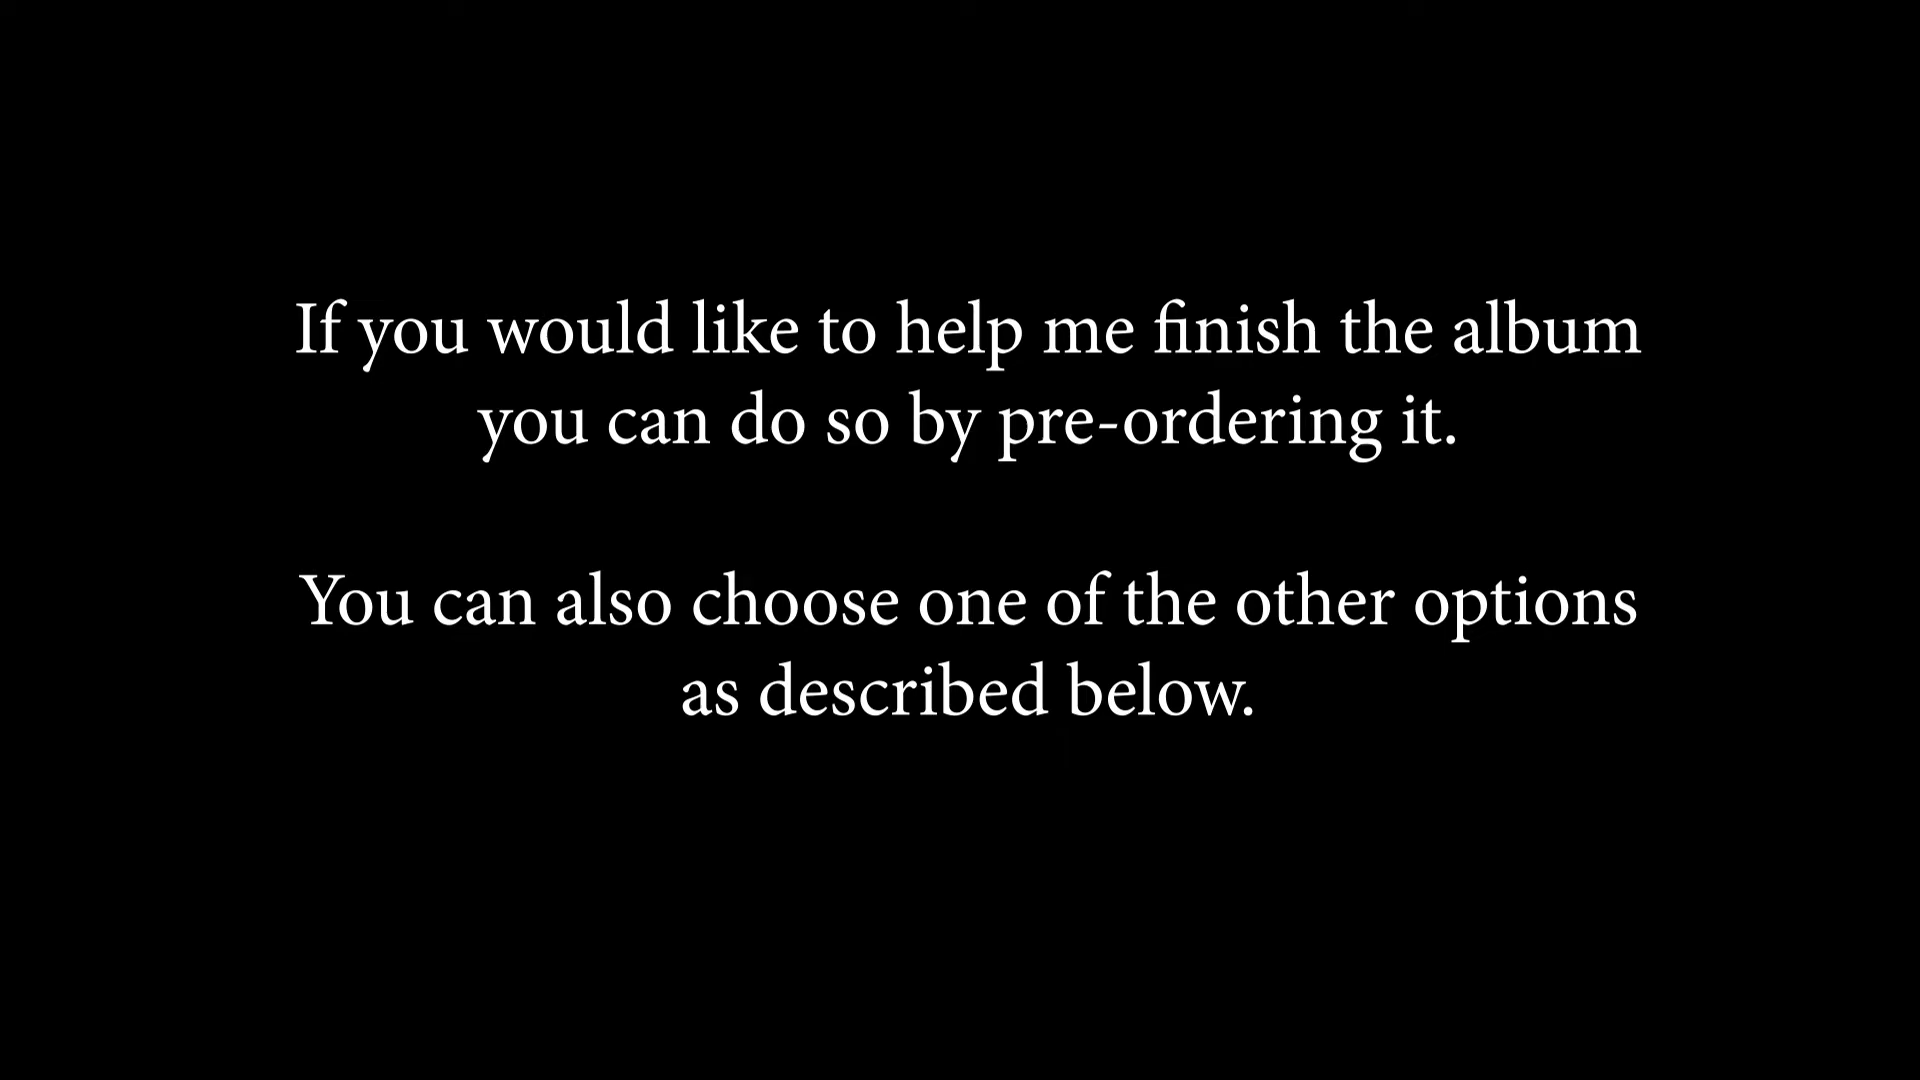 If you would like to help me finish the album
you can do so by pre-ordering it.
You can also choose one of the other options
as described below.